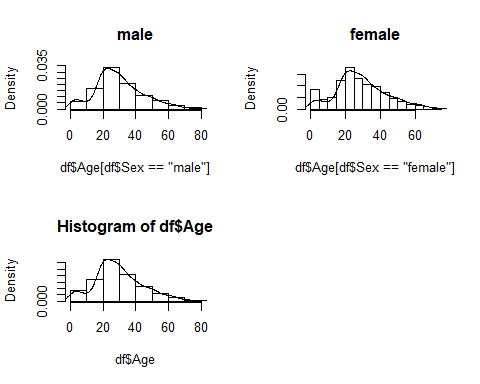 male
Density
0.000
0.035
0 20 40 60 80
df$Age[df$Sex == "male"]
female
Density
0.00
0 20 40 60
df$Age[df$Sex == "female"]
Histogram of df$Age
Density
0.000
0 20 40 60 80
df$Age